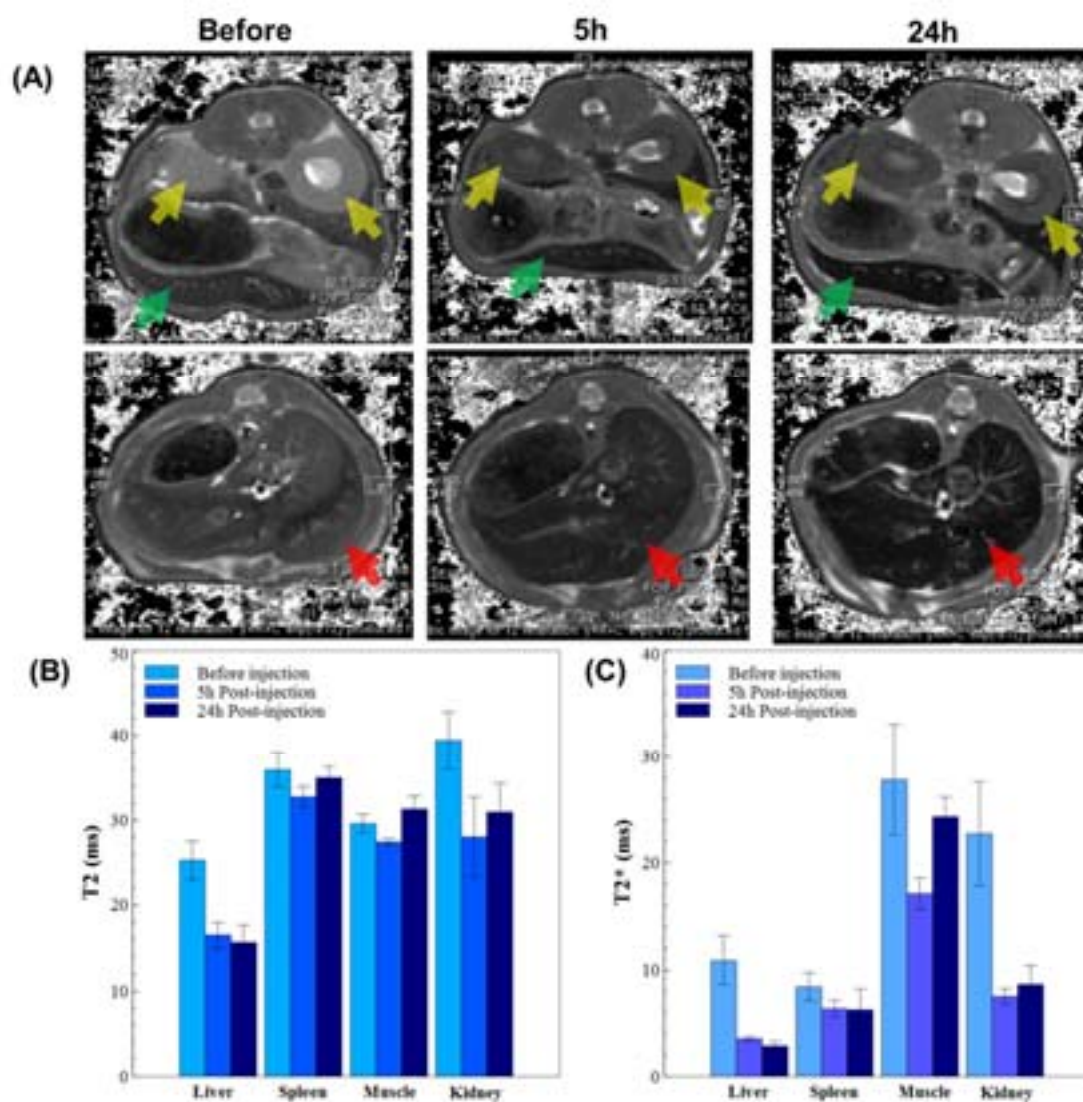 Before 5h 24h
(A)
(B)
50
40
30
20
10
0
T2 (ms)
Before injection
5h Post-injection
24h Post-injection
Liver Spleen Muscle Kidney
(C)
40
30
20
10
0
T2* (ms)
Before injection
5h Post-injection
24h Post-injection
Liver Spleen Muscle Kidney